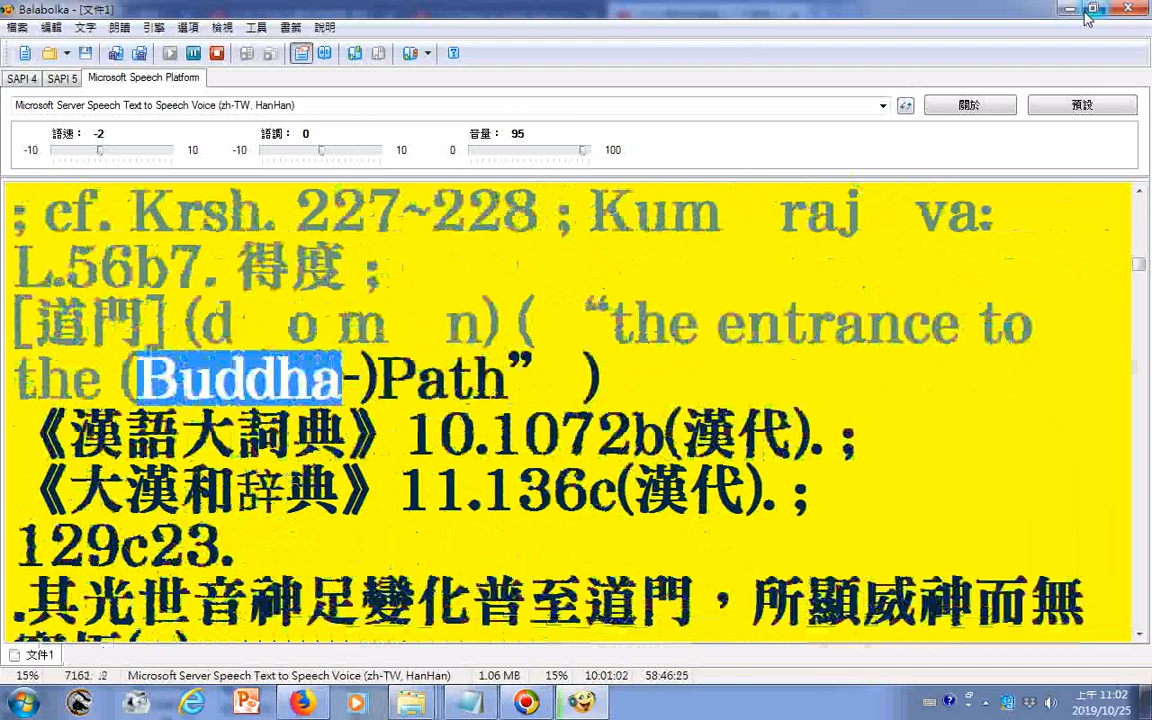 Balabolka - [文件1]
檔案 編輯 文字 朗讀 引擎 選項 檢視 工具 書籤 說明
SAPI 4 SAPI 5 Microsoft Speech Platform
Microsoft Server Speech Text to Speech Voice (zh-TW, HanHan) 關於 預設
語速： -2 語調： 0 音量： 95
-10 10 -10 10 0 100
; cf. Krsh. 227~228 ; Kum raj va:
L.56b7. 得度 ;
[道門] (d o m n) ( “the entrance to
the (Buddha-)Path” )
《漢語大詞典》 10.1072b(漢代). ;
《大漢和辞典》 11.136c(漢代). ;
129c23.
.其光世音神足變化普至道門，所顯威神而無
文件1
15% Microsoft Server Speech Text to Speech Voice (zh-TW, HanHan) 1.06 MB 15% 10:01:02 58:46:25
上午 11:02
2019/10/25